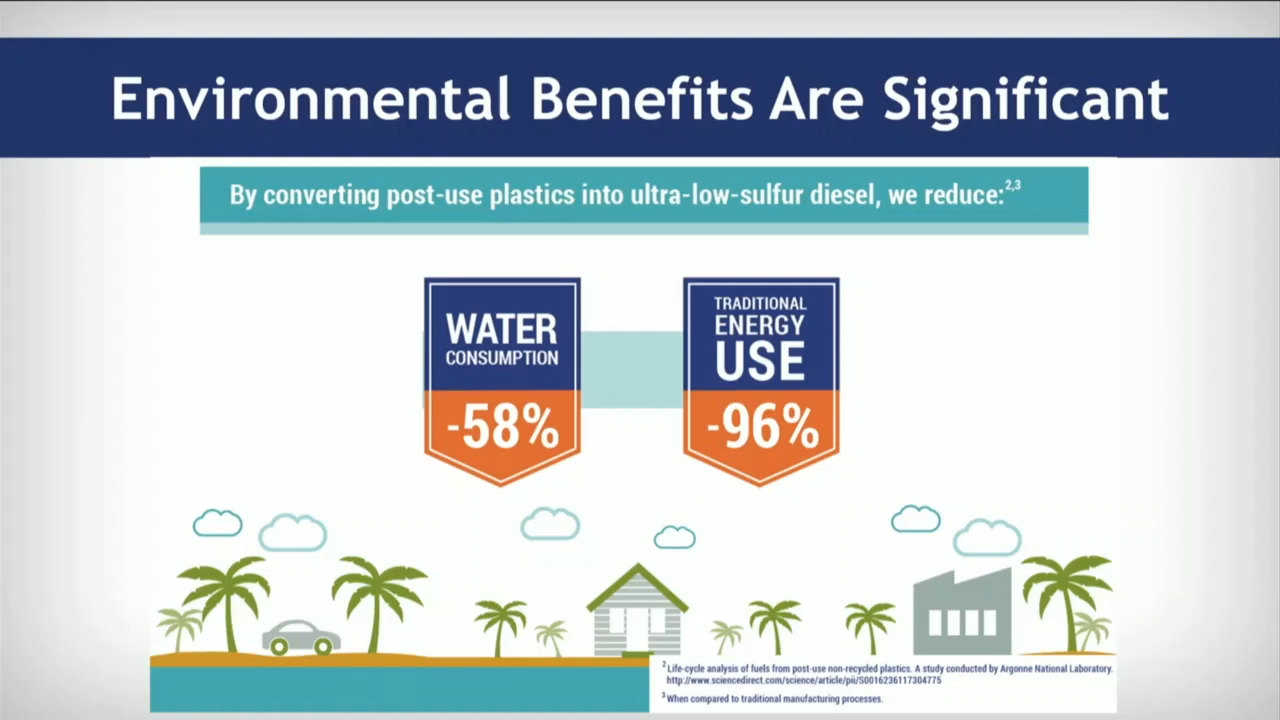 Environmental Benefits Are Significant
By converting post-use plastics into ultra-low-sulfur diesel, we reduce:2,3
WATER
CONSUMPTION
-58%
TRADITIONAL
ENERGY
USE
-96%
2 Life-cycle analysis of fuels from post-use non-recycled plastics. A study conducted by Argonne National Laboratory.
http://www.sciencedirect.com/science/article/pii/S0016236117304775
3 When compared to traditional manufacturing processes.